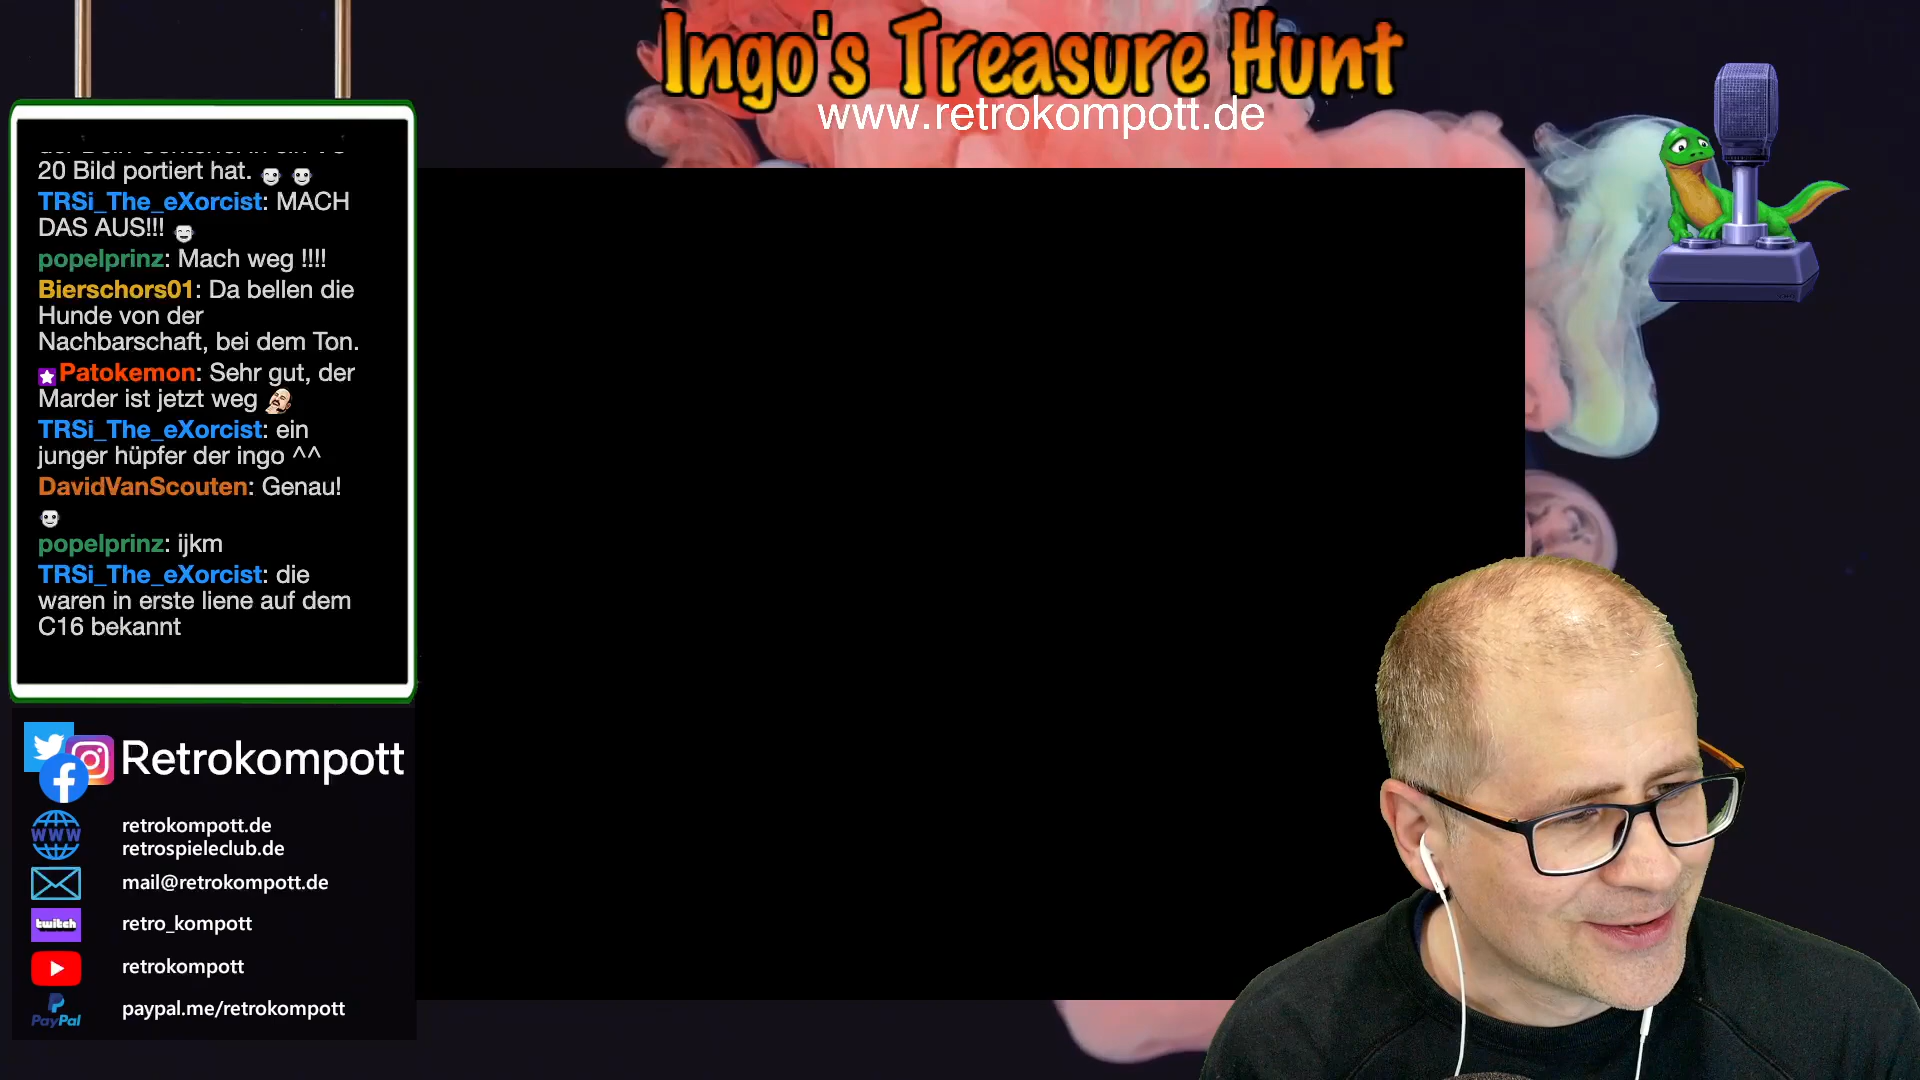 Ingo's Treasure Hunt
www.retrokompott.de
20 Bild portiert hat.
TRSi_The_eXorcist: MACH
DAS AUS!!!
popelprinz: Mach weg !!!!
Bierschors01: Da bellen die
Hunde von der
Nachbarschaft, bei dem Ton.
Patokemon: Sehr gut, der
Marder ist jetzt weg
TRSi_The_eXorcist: ein
junger hüpfer der ingo ^^
DavidVanScouten: Genau!
popelprinz: ijkm
TRSi_The_eXorcist: die
waren in erste liene auf dem
C16 bekannt
Retrokompott
www
retrokompott.de
retrospieleclub.de
mail@retrokompott.de
twitch
retro_kompott
retrokompott
PayPal
paypal.me/retrokompott